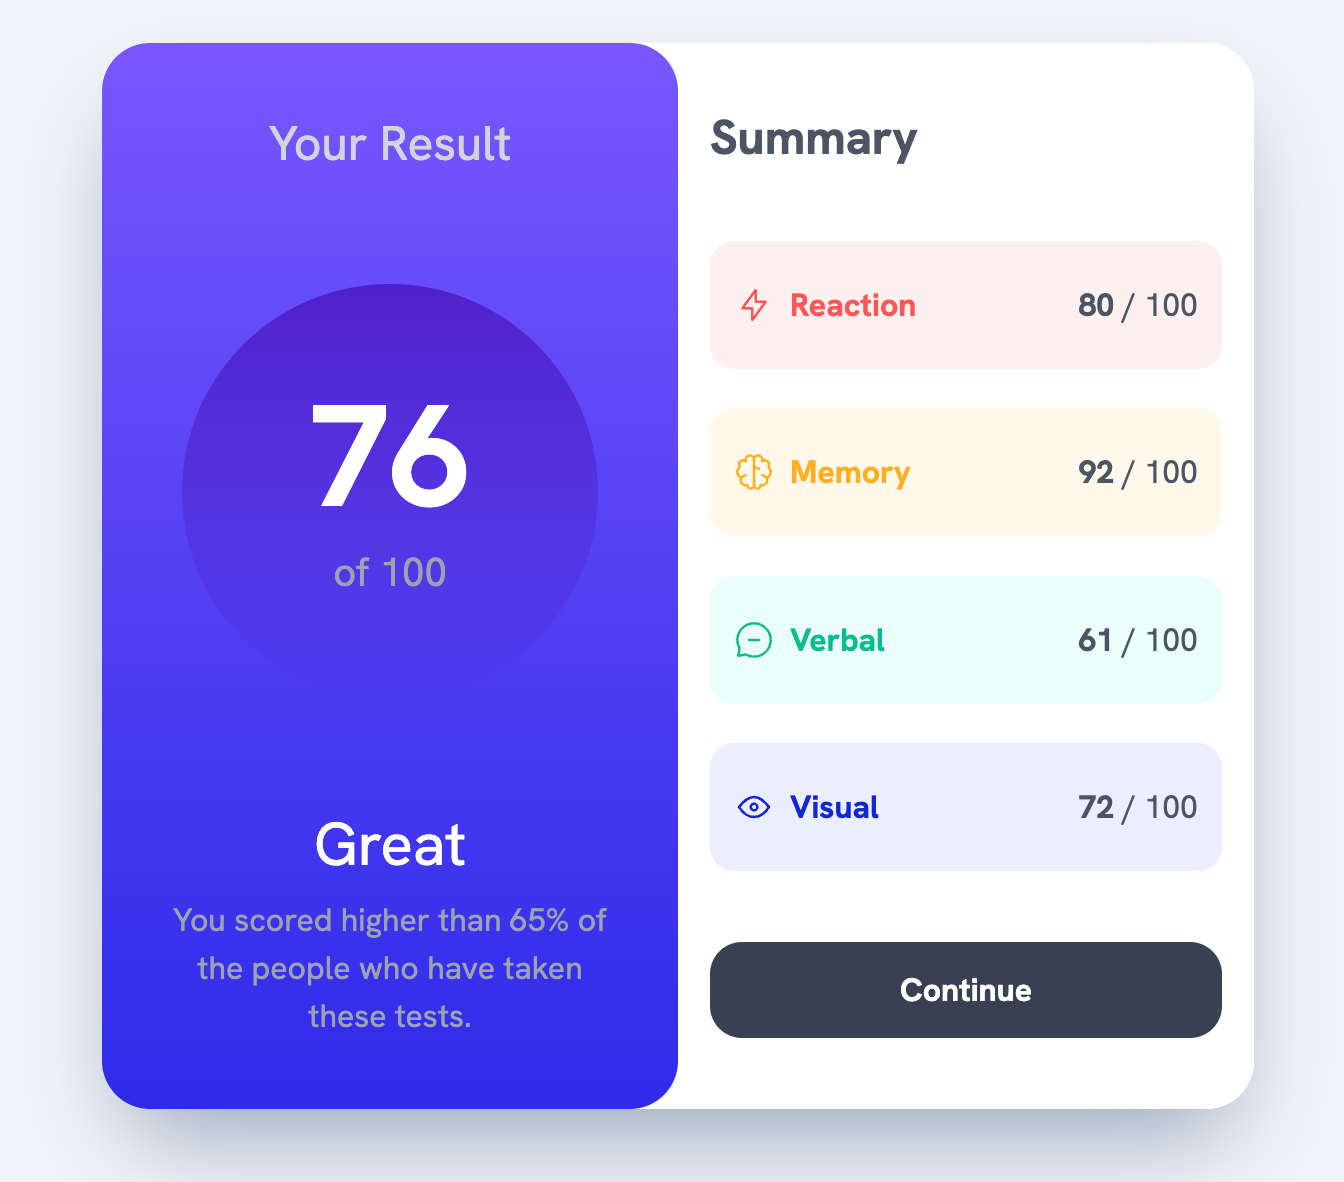 Your Result
76
of 100
Great
You scored higher than 65% of
the people who have taken
these tests.
Summary
Reaction 80 / 100
Memory 92 / 100
Verbal 61 / 100
Visual 72 / 100
Continue